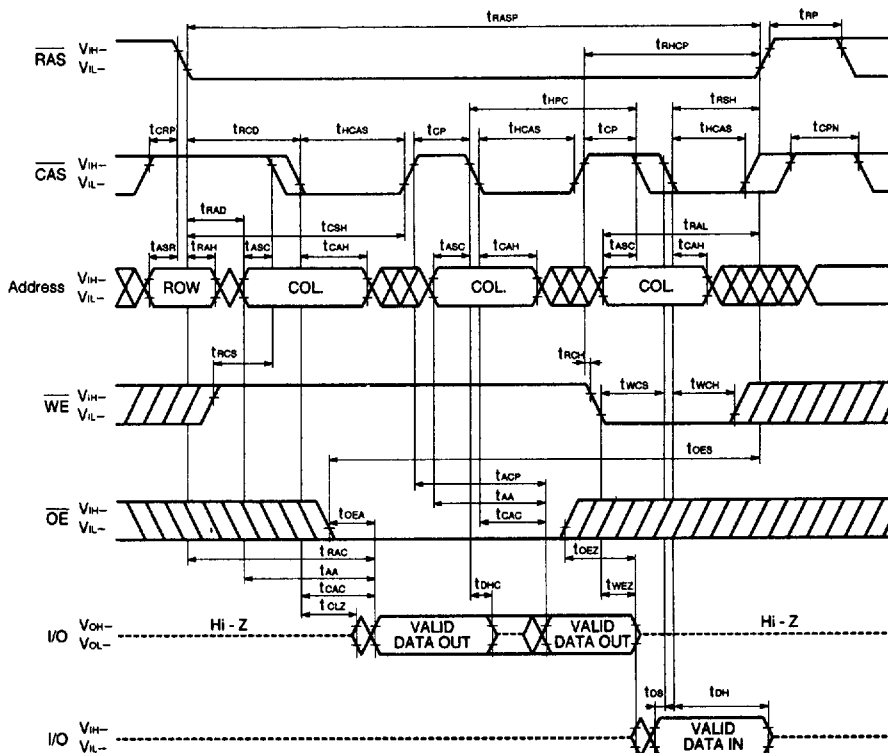 tRASP
tRP
RAS VIH–
VIL–
tRHCP
tHPC
tRSH
tCRP tRCD tHCAS tCP tHCAS tCP tHCAS tCPN
CAS VIH–
VIL–
tRAD
tCSH
tRAL
tASR tRAH tASC tCAH tASC tCAH tASC tCAH
Address VIH–
VIL–
ROW COL. COL. COL.
tRCS tRCH
tWCS tWCH
WE VIH–
VIL–
tOES
tACP
tAA
tCAC
OE VIH–
VIL–
tOEA
tOEZ
tRAC
tAA
tCAC
tCLZ
tDHC
tWEZ
I/O VOH–
VOL–
Hi - Z
VALID
DATA OUT
VALID
DATA OUT
Hi - Z
tDS tDH
I/O VIH–
VIL–
VALID
DATA IN